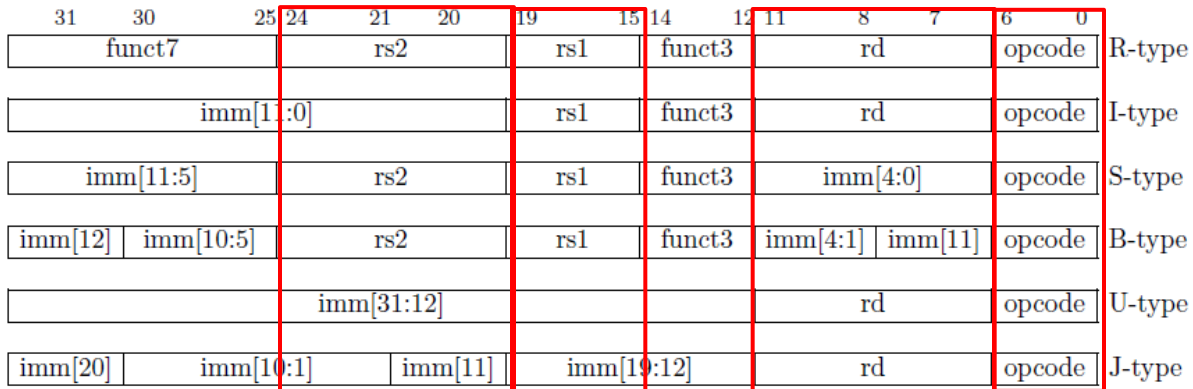 31 30 25 24 21 20 19 15 14 12 11 8 7 6 0
funct7 rs2 rs1 funct3 rd opcode R-type
imm[11:0] rs1 funct3 rd opcode I-type
imm[11:5] rs2 rs1 funct3 imm[4:0] opcode S-type
imm[12] imm[10:5] rs2 rs1 funct3 imm[4:1] imm[11] opcode B-type
imm[31:12] rd opcode U-type
imm[20] imm[10:1] imm[11] imm[19:12] rd opcode J-type